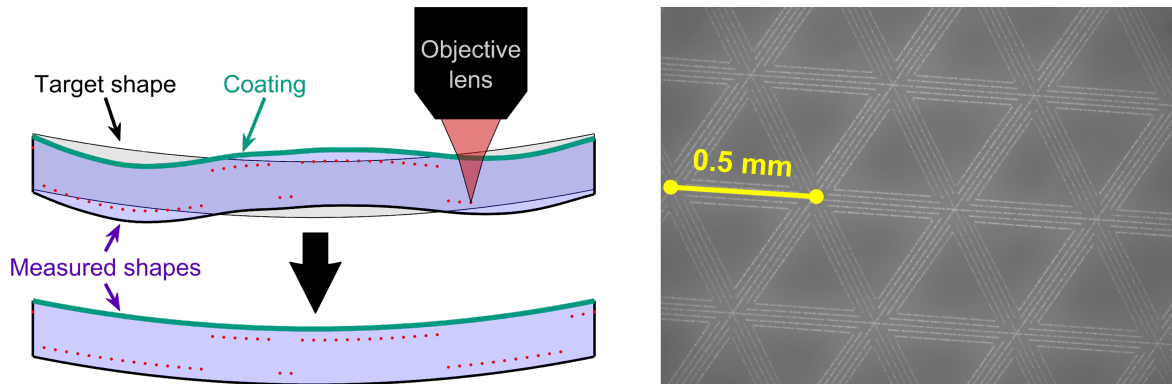 Objective
lens
Target shape
Coating
0.5 mm
Measured shapes